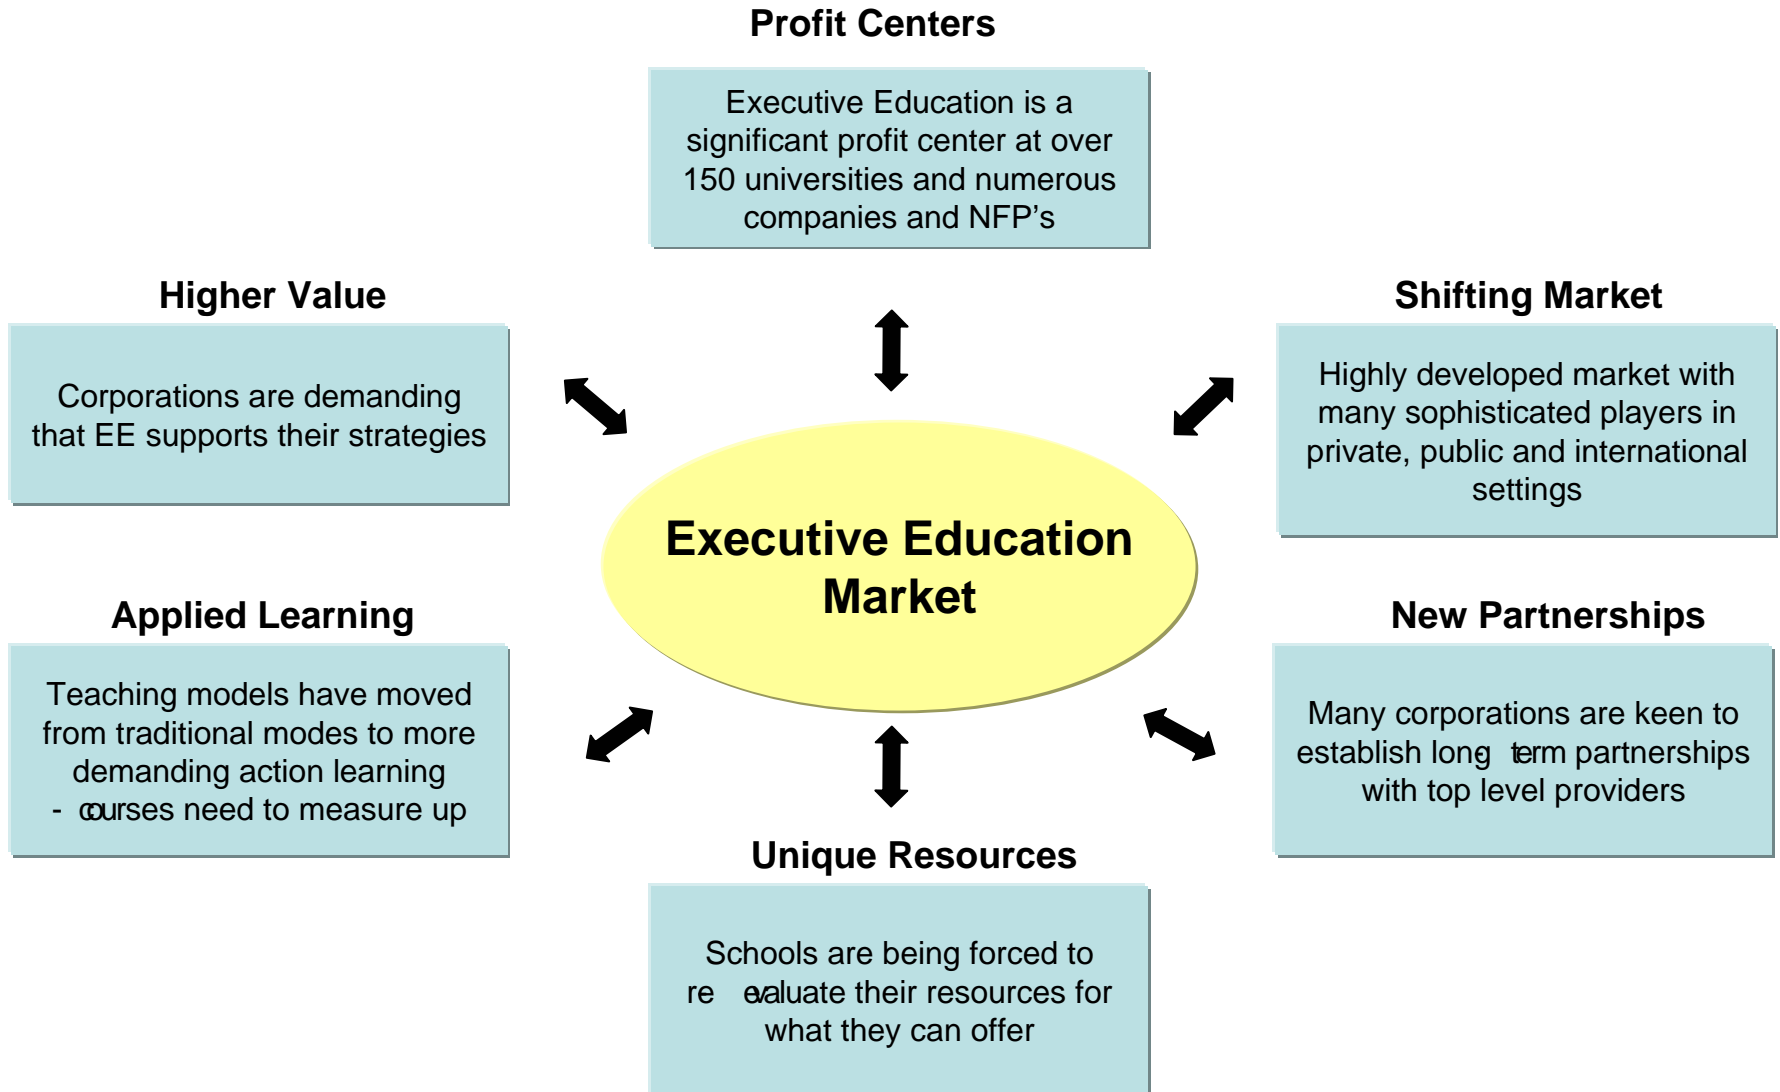 Profit Centers
Executive Education is a
significant profit center at over
150 universities and numerous
companies and NFP's
Higher Value
Corporations are demanding
that EE supports their strategies
Shifting Market
Highly developed market with
many sophisticated players in
private, public and international
settings
Executive Education
Market
Applied Learning
Teaching models have moved
from traditional modes to more
demanding action learning
- courses need to measure up
New Partnerships
Many corporations are keen to
establish long- term partnerships
with top level providers
Unique Resources
Schools are being forced to
re evaluate their resources for
what they can offer